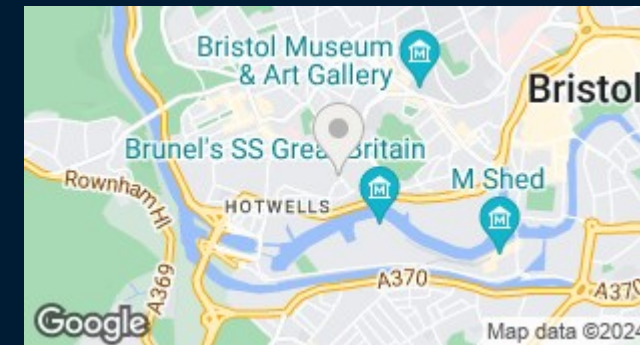 Bristol Museum
& Art Gallery
Bristol
Brunel's SS Great Britain
M Shed
Rownham Hl
HOTWELLS
A369
A370
A370
Google
Map data ©2024